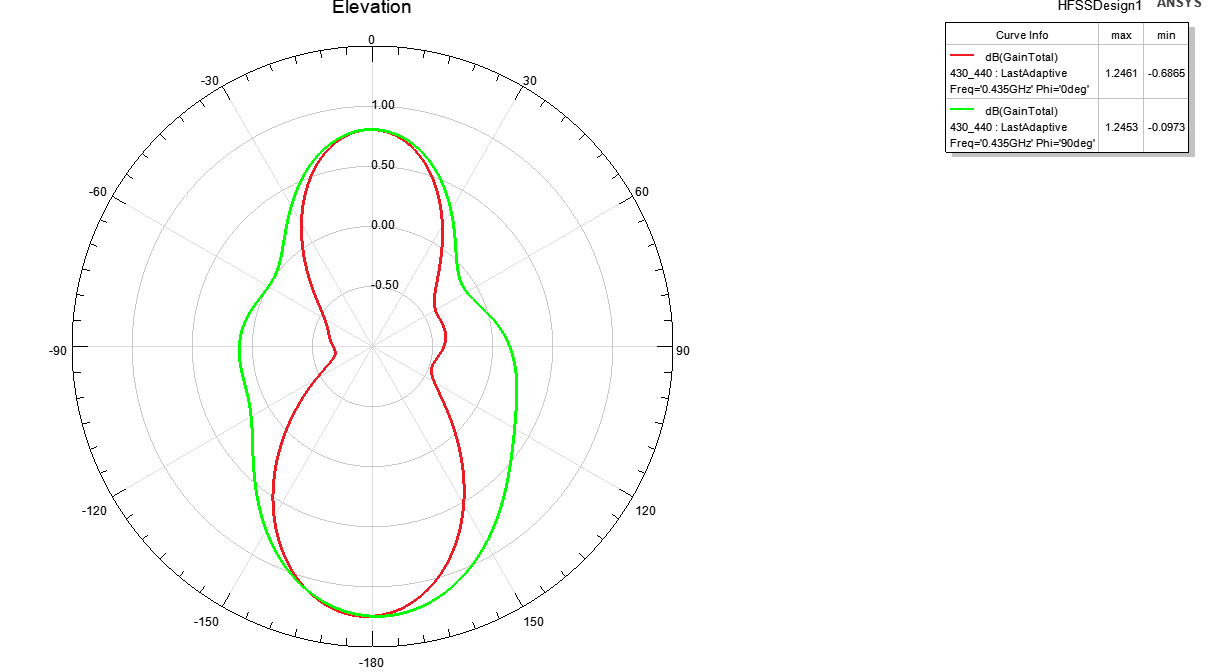 Elevation
HFSSDesign1
ANSYS
Curve Info max min
dB(GainTotal)
430_440 : LastAdaptive
Freq='0.435GHz' Phi='0deg'
1.2461 -0.6865
dB(GainTotal)
430_440 : LastAdaptive
Freq='0.435GHz' Phi='90deg'
1.2453 -0.0973
0
-30
30
1.00
0.50
-60
60
0.00
-0.50
-90
90
-120
120
-150
150
-180